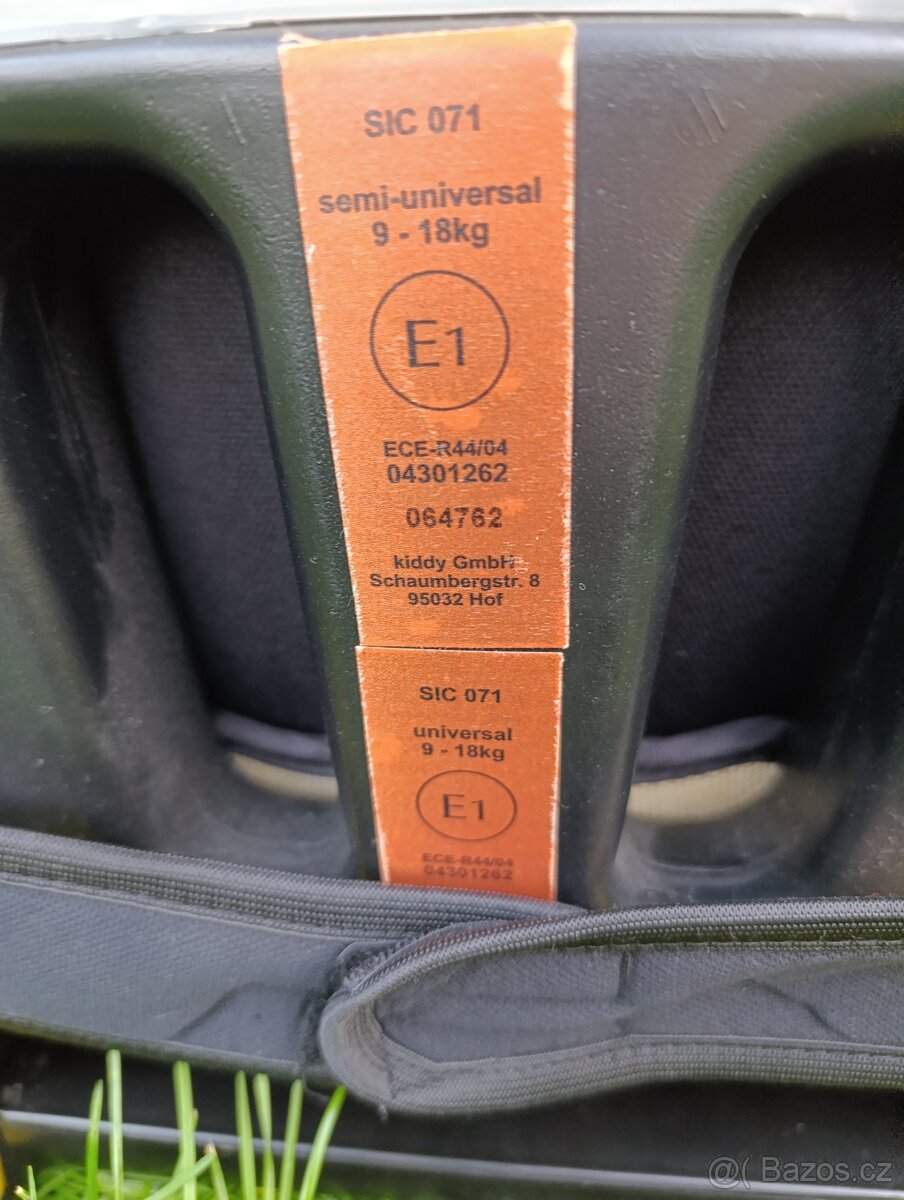 SIC 071
semi-universal
9 - 18kg
E1
ECE-R44/04
04301262
064762
kiddy GmbH
Schaumbergstr. 8
95032 Hof
SIC 071
universal
9 - 18kg
E1
ECE-R44/04
04301262
@( Bazoš.cz